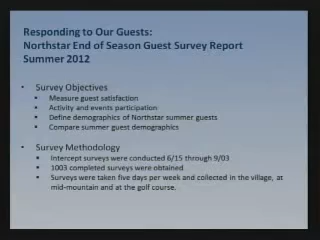 Responding to Our Guests:
Northstar End of Season Guest Survey Report
Summer 2012
• Survey Objectives
▪ Measure guest satisfaction
▪ Activity and events participation
▪ Define demographics of Northstar summer guests
▪ Compare summer guest demographics
• Survey Methodology
▪ Intercept surveys were conducted 6/15 through 9/03
▪ 1003 completed surveys were obtained
▪ Surveys were taken five days per week and collected in the village, at
mid-mountain and at the golf course.